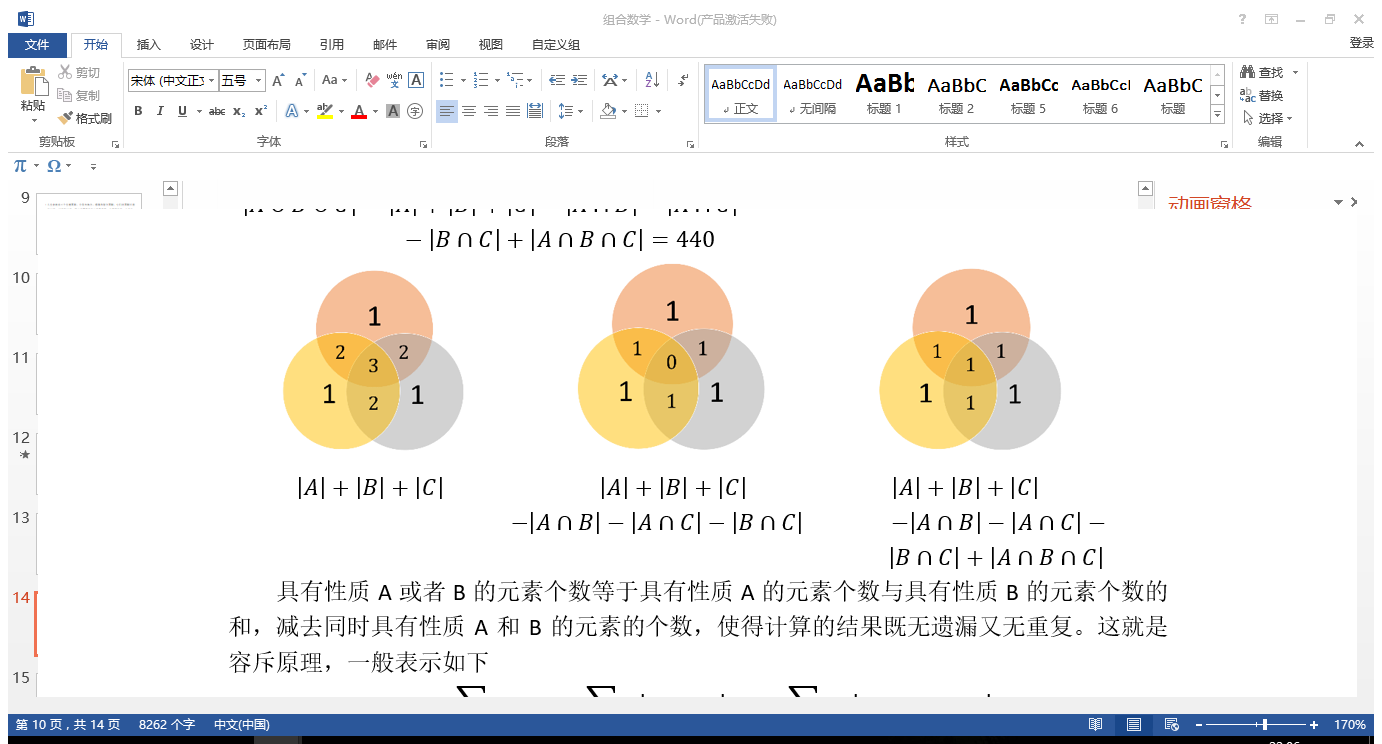 组合数学 - Word(产品激活失败)
文件 开始 插入 设计 页面布局 引用 邮件 审阅 视图 自定义组 登录
粘贴 剪切 复制 格式刷 剪贴板
宋体 (中文正文 五号 字体
段落
AaBbCcDd 正文
AaBbCcDd 无间隔
AaBb 标题 1
AaBbC 标题 2
AaBbCc 标题 5
AaBbCcI 标题 6
AaBbC 标题
样式
查找 替换 选择 编辑
π Ω
9
10
11
12
13
14
15
动画窗格
−|B ∩ C| + |A ∩ B ∩ C| = 440
1 2 2 3 1 2 1
1 1 1 0 1 1 1
1 1 1 1 1 1 1
|A| + |B| + |C|
|A| + |B| + |C|
−|A ∩ B| − |A ∩ C| − |B ∩ C|
|A| + |B| + |C|
−|A ∩ B| − |A ∩ C| −
|B ∩ C| + |A ∩ B ∩ C|
具有性质 A 或者 B 的元素个数等于具有性质 A 的元素个数与具有性质 B 的元素个数的
和，减去同时具有性质 A 和 B 的元素的个数，使得计算的结果既无遗漏又无重复。这就是
容斥原理，一般表示如下
第 10 页，共 14 页 8262 个字 中文(中国) 170%